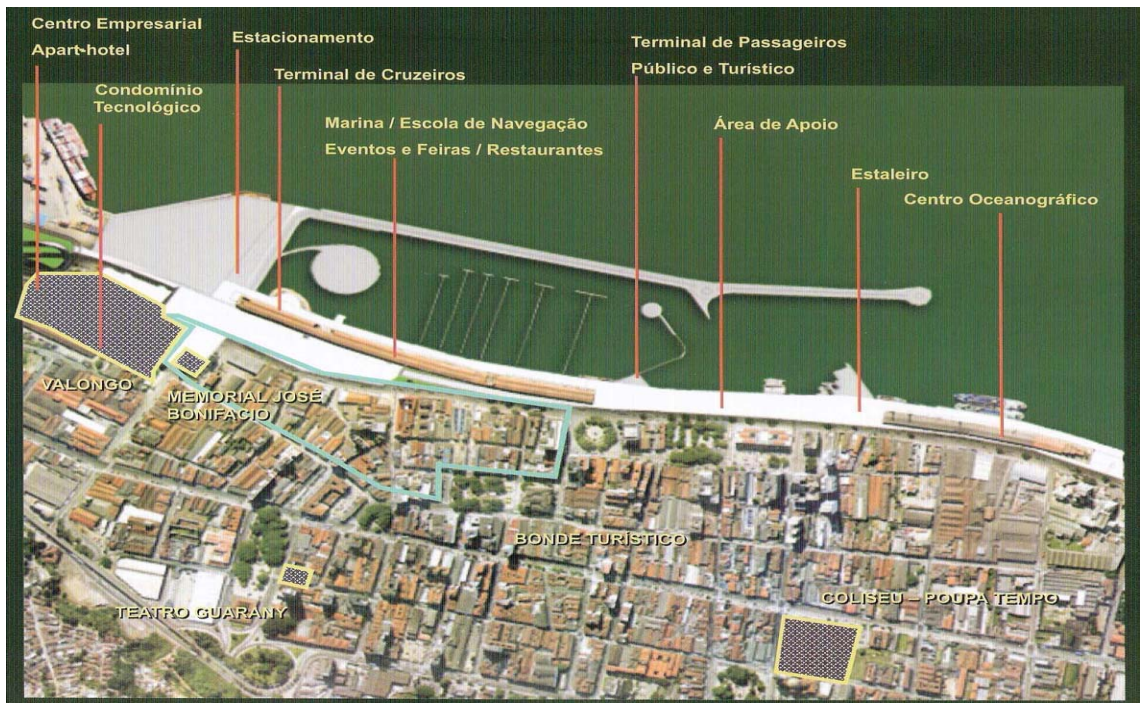 Centro Empresarial
Apart-hotel
Estacionamento
Condomínio
Tecnológico
Terminal de Cruzeiros
Marina / Escola de Navegação
Eventos e Feiras / Restaurantes
Terminal de Passageiros
Público e Turístico
Área de Apoio
Estaleiro
Centro Oceanográfico
VALONGO
MEMORIAL JOSÉ
BONIFACIO
BONDE TURÍSTICO
TEATRO GUARANY
COLISEU – POUPA TEMPO